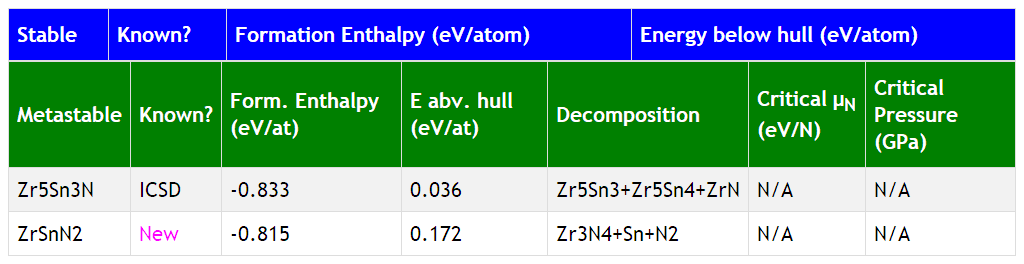 Stable Known? Formation Enthalpy (eV/atom) Energy below hull (eV/atom)
Metastable Known? Form. Enthalpy (eV/at) E abv. hull (eV/at) Decomposition Critical μN (eV/N) Critical Pressure (GPa)
Zr5Sn3N ICSD -0.833 0.036 Zr5Sn3+Zr5Sn4+ZrN N/A N/A
ZrSnN2 New -0.815 0.172 Zr3N4+Sn+N2 N/A N/A